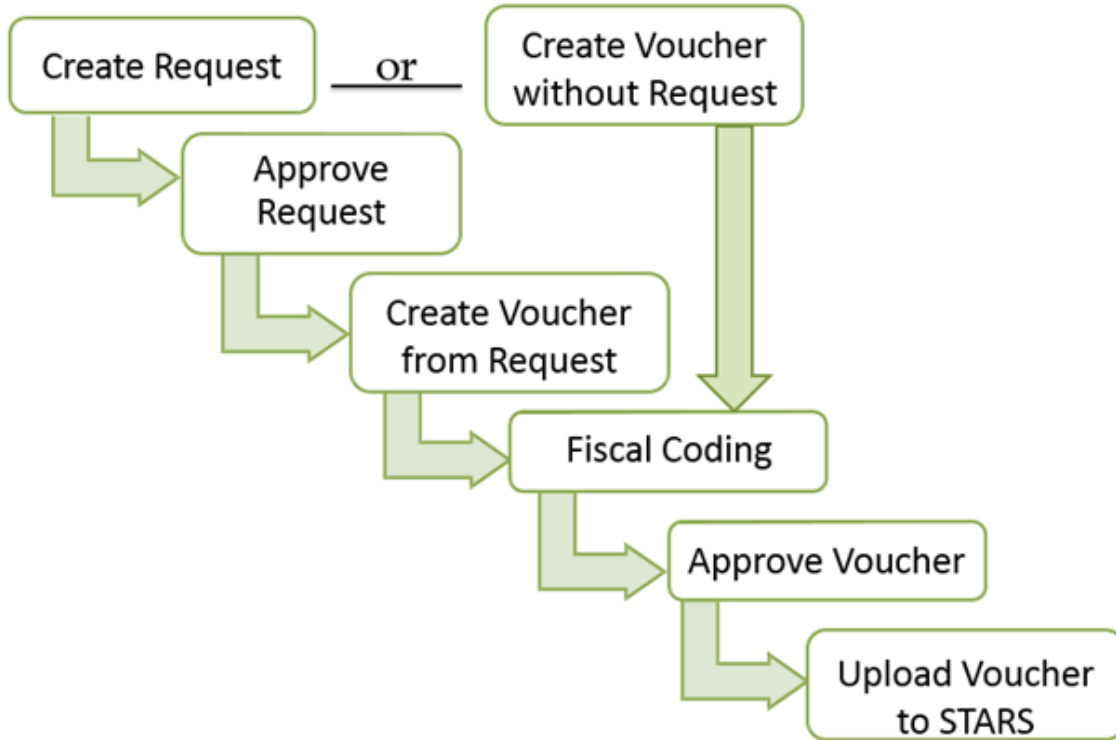 Create Request
or
Create Voucher
without Request
Approve
Request
Create Voucher
from Request
Fiscal Coding
Approve Voucher
Upload Voucher
to STARS